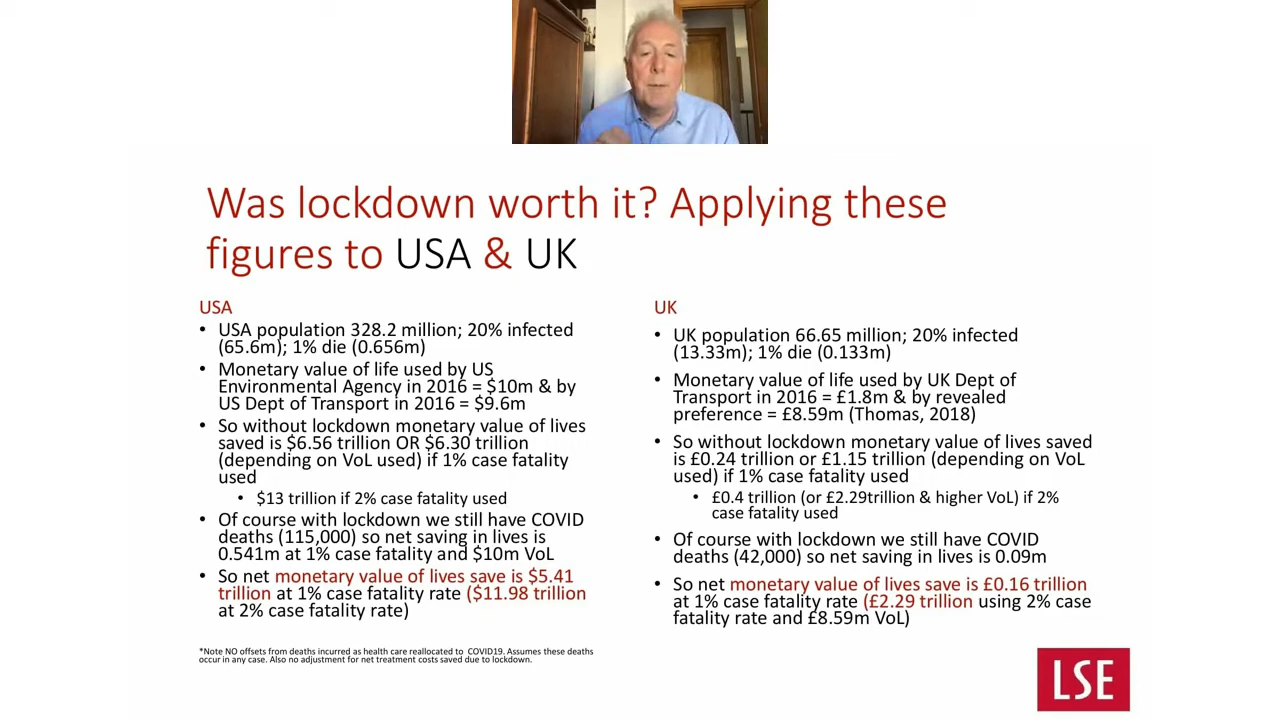 Was lockdown worth it? Applying these
figures to USA & UK
USA
• USA population 328.2 million; 20% infected
(65.6m); 1% die (0.656m)
• Monetary value of life used by US
Environmental Agency in 2016 = $10m & by
US Dept of Transport in 2016 = $9.6m
• So without lockdown monetary value of lives
saved is $6.56 trillion OR $6.30 trillion
(depending on VoL used) if 1% case fatality
used
• $13 trillion if 2% case fatality used
• Of course with lockdown we still have COVID
deaths (115,000) so net saving in lives is
0.541m at 1% case fatality and $10m VoL
• So net monetary value of lives save is $5.41
trillion at 1% case fatality rate ($11.98 trillion
at 2% case fatality rate)
*Note NO offsets from deaths incurred as health care reallocated to COVID19. Assumes these deaths
occur in any case. Also no adjustment for net treatment costs saved due to lockdown.
UK
• UK population 66.65 million; 20% infected
(13.33m); 1% die (0.133m)
• Monetary value of life used by UK Dept of
Transport in 2016 = £1.8m & by revealed
preference = £8.59m (Thomas, 2018)
• So without lockdown monetary value of lives saved
is £0.24 trillion or £1.15 trillion (depending on VoL
used) if 1% case fatality used
• £0.4 trillion (or £2.29trillion & higher VoL) if 2%
case fatality used
• Of course with lockdown we still have COVID
deaths (42,000) so net saving in lives is 0.09m
• So net monetary value of lives save is £0.16 trillion
at 1% case fatality rate (£2.29 trillion using 2% case
fatality rate and £8.59m VoL)
LSE